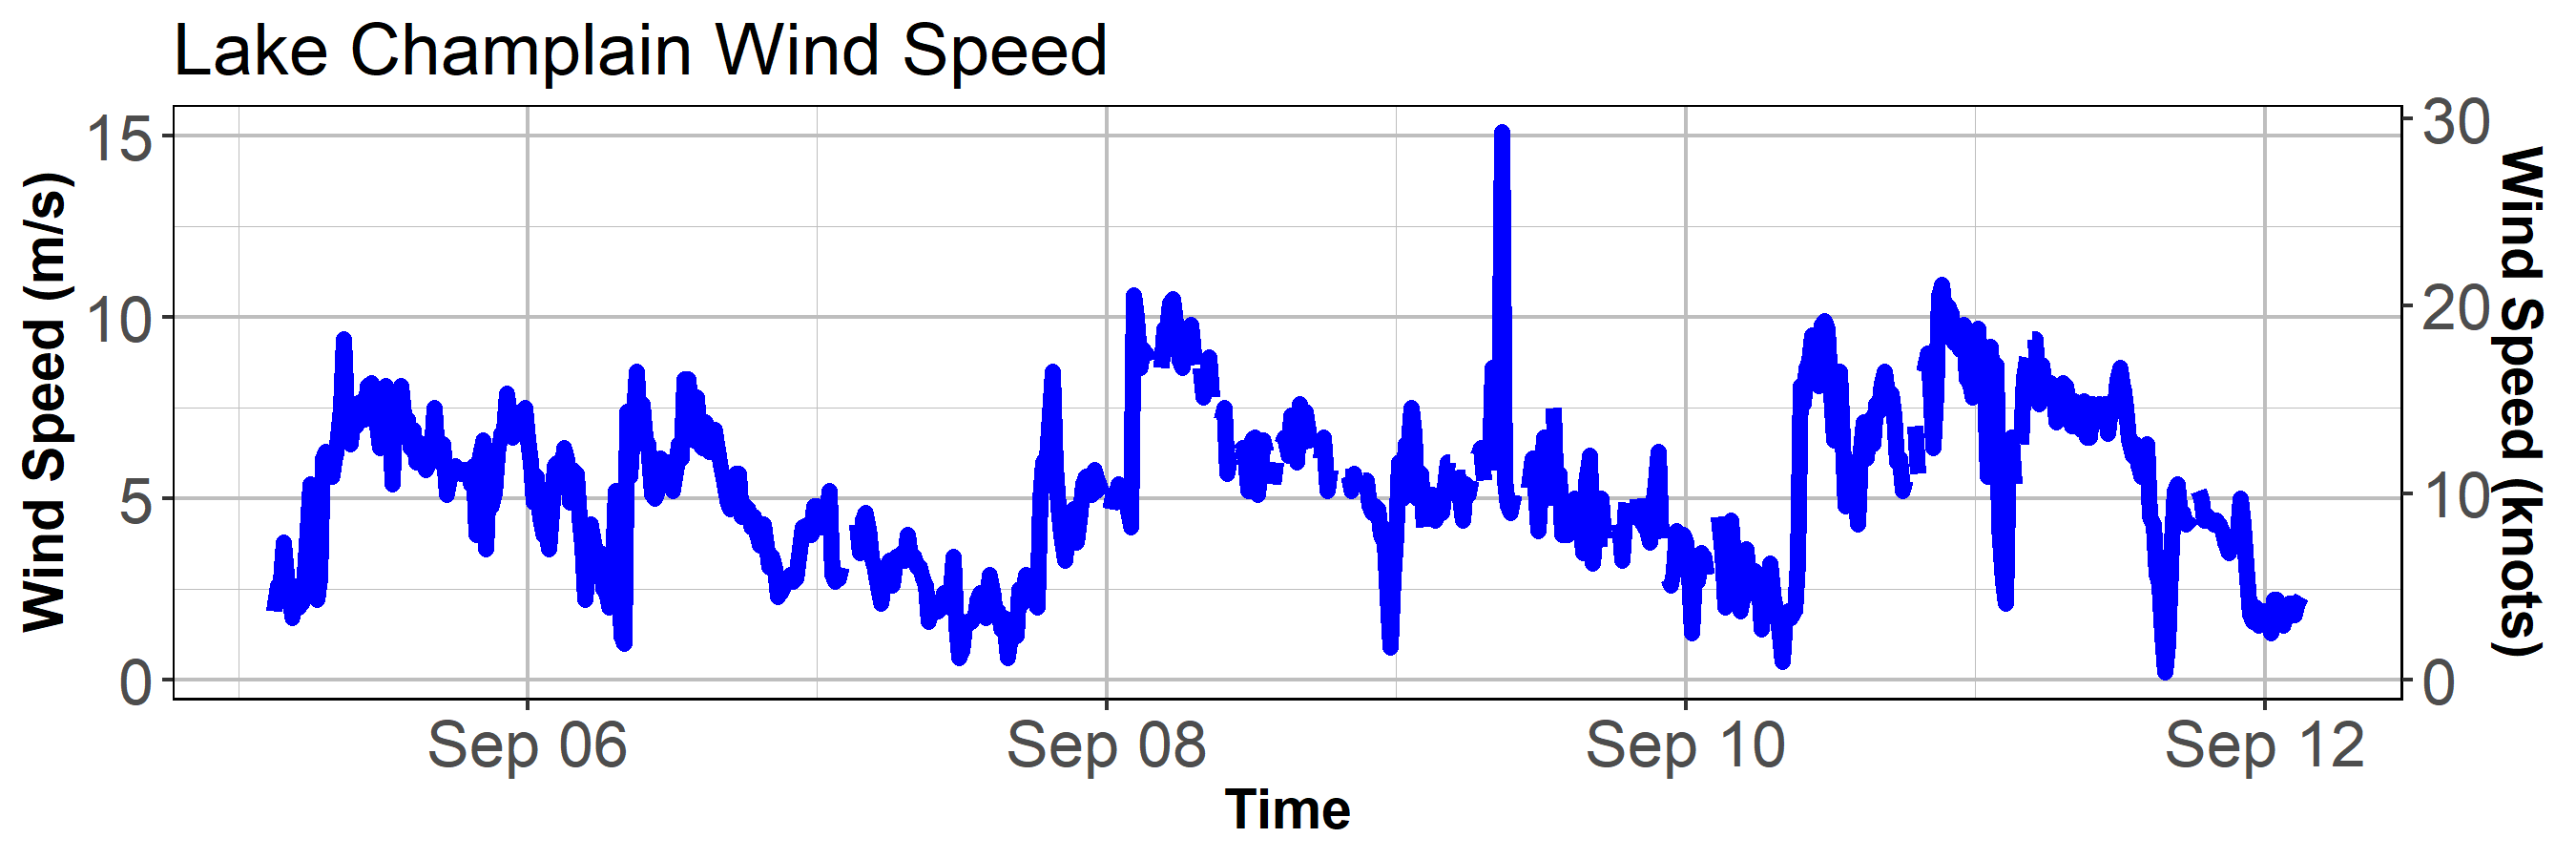 Lake Champlain Wind Speed
15
10
5
0
Wind Speed (m/s)
30
20
10
0
Wind Speed (knots)
Sep 06
Sep 08
Sep 10
Sep 12
Time